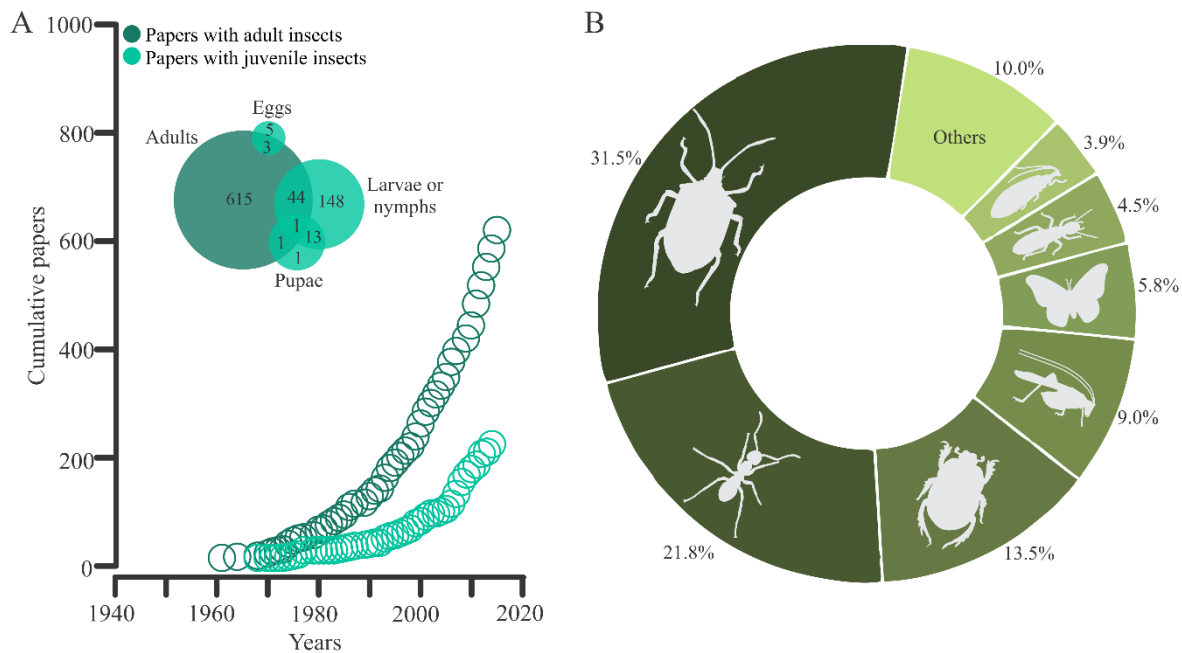 A
B
1000
800
600
400
200
0
Cumulative papers
Papers with adult insects
Papers with juvenile insects
Eggs
5
3
Adults
615
44
148
Larvae or
nymphs
1
1
13
1
Pupae
1940
1960
1980
2000
2020
Years
10.0%
Others
3.9%
4.5%
5.8%
9.0%
13.5%
21.8%
31.5%